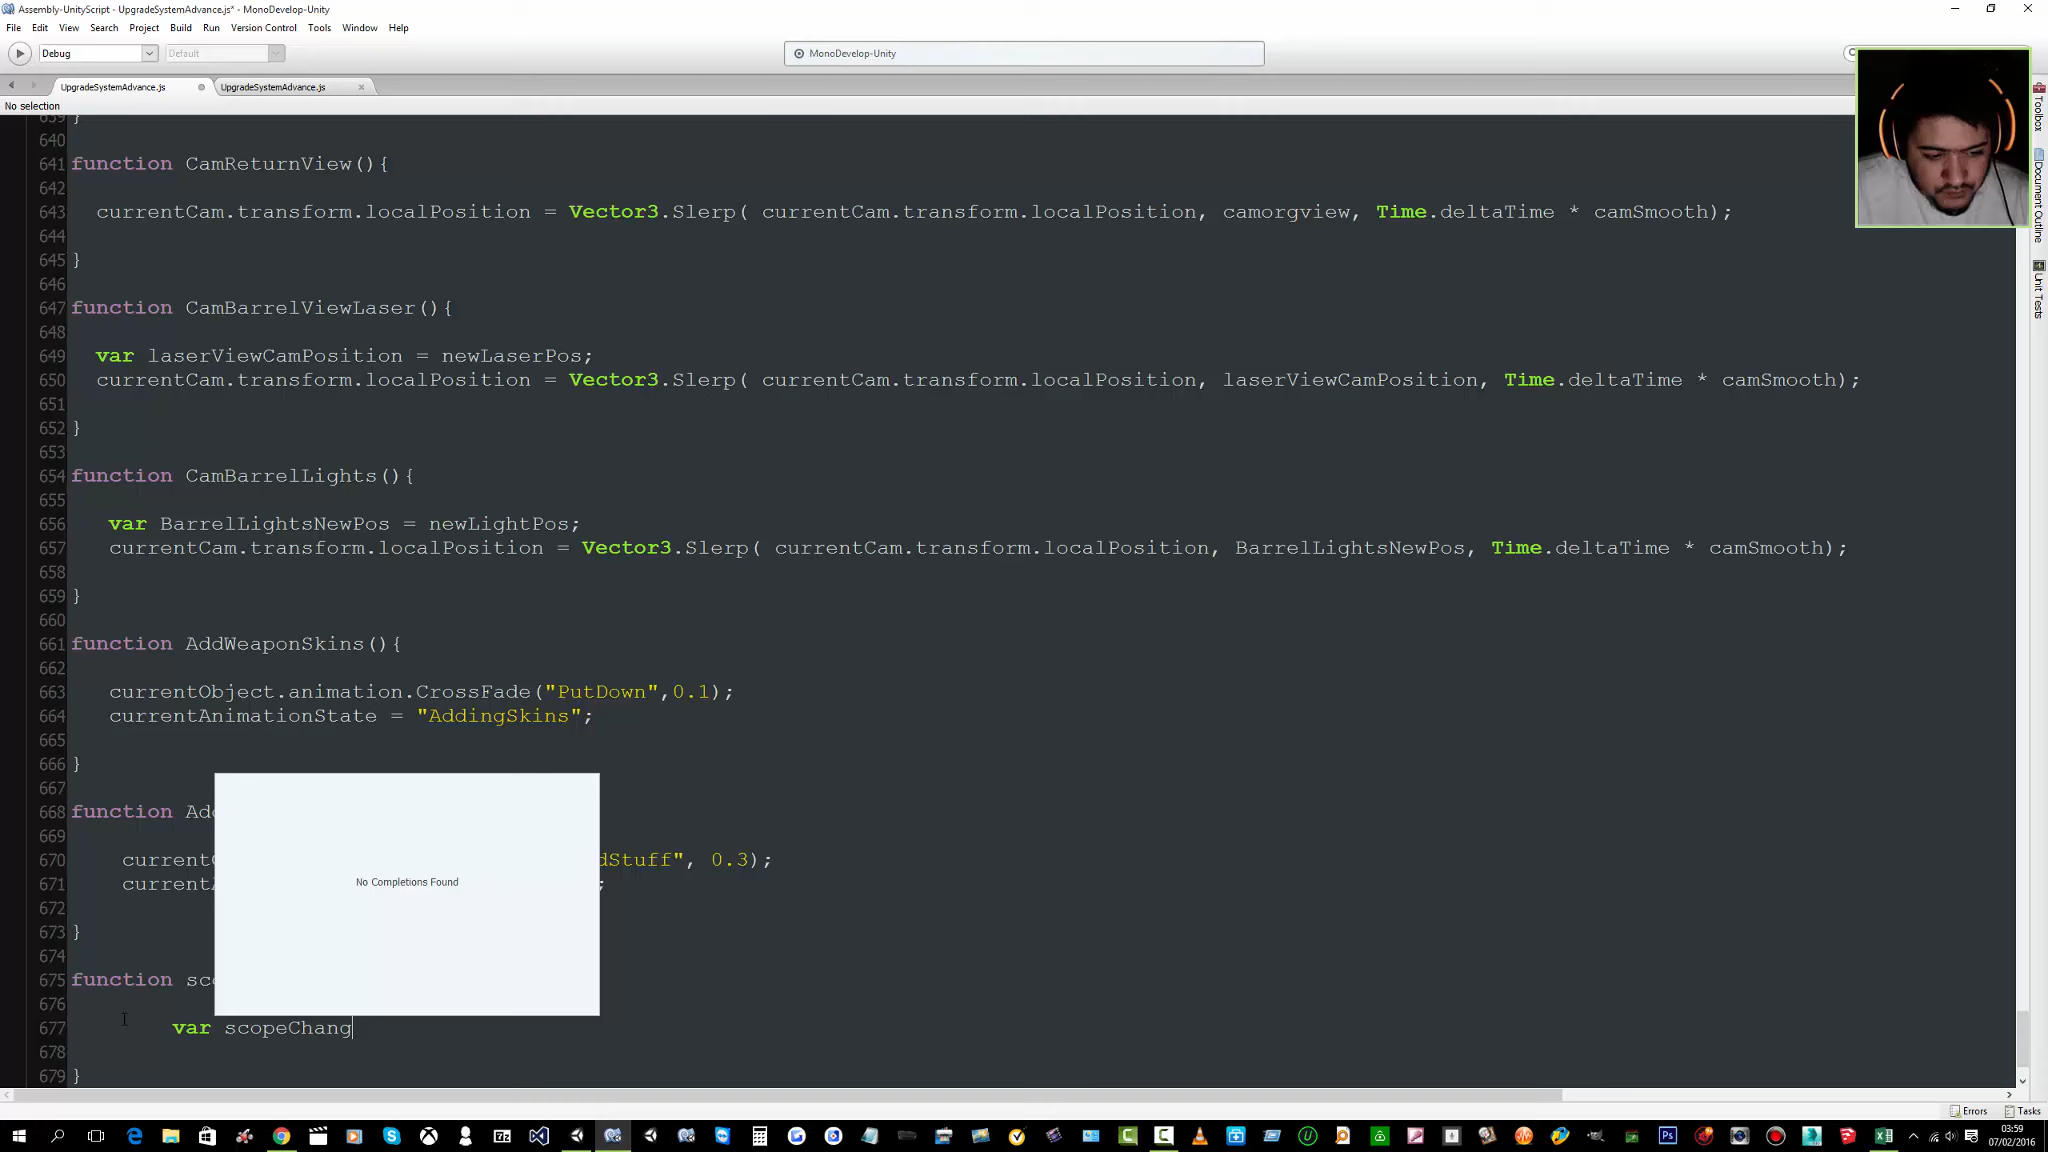 Assembly-UnityScript - UpgradeSystemAdvance.js* - MonoDevelop-Unity
File Edit View Search Project Build Run Version Control Tools Window Help
Debug Default MonoDevelop-Unity
UpgradeSystemAdvance.js UpgradeSystemAdvance.js
No selection
639 }
640
641 function CamReturnView(){
642
643 currentCam.transform.localPosition = Vector3.Slerp( currentCam.transform.localPosition, camorgview, Time.deltaTime * camSmooth);
644
645 }
646
647 function CamBarrelViewLaser(){
648
649 var laserViewCamPosition = newLaserPos;
650 currentCam.transform.localPosition = Vector3.Slerp( currentCam.transform.localPosition, laserViewCamPosition, Time.deltaTime * camSmooth);
651
652 }
653
654 function CamBarrelLights(){
655
656 var BarrelLightsNewPos = newLightPos;
657 currentCam.transform.localPosition = Vector3.Slerp( currentCam.transform.localPosition, BarrelLightsNewPos, Time.deltaTime * camSmooth);
658
659 }
660
661 function AddWeaponSkins(){
662
663 currentObject.animation.CrossFade("PutDown",0.1);
664 currentAnimationState = "AddingSkins";
665
666 }
667
668 function Ad
669
670 current dStuff", 0.3);
671 current ;
672
673 }
674
675 function sc
676
677 var scopeChang
678
679 }
No Completions Found
Toolbox
Document Outline
Unit Tests
Errors Tasks
03:59
07/02/2016